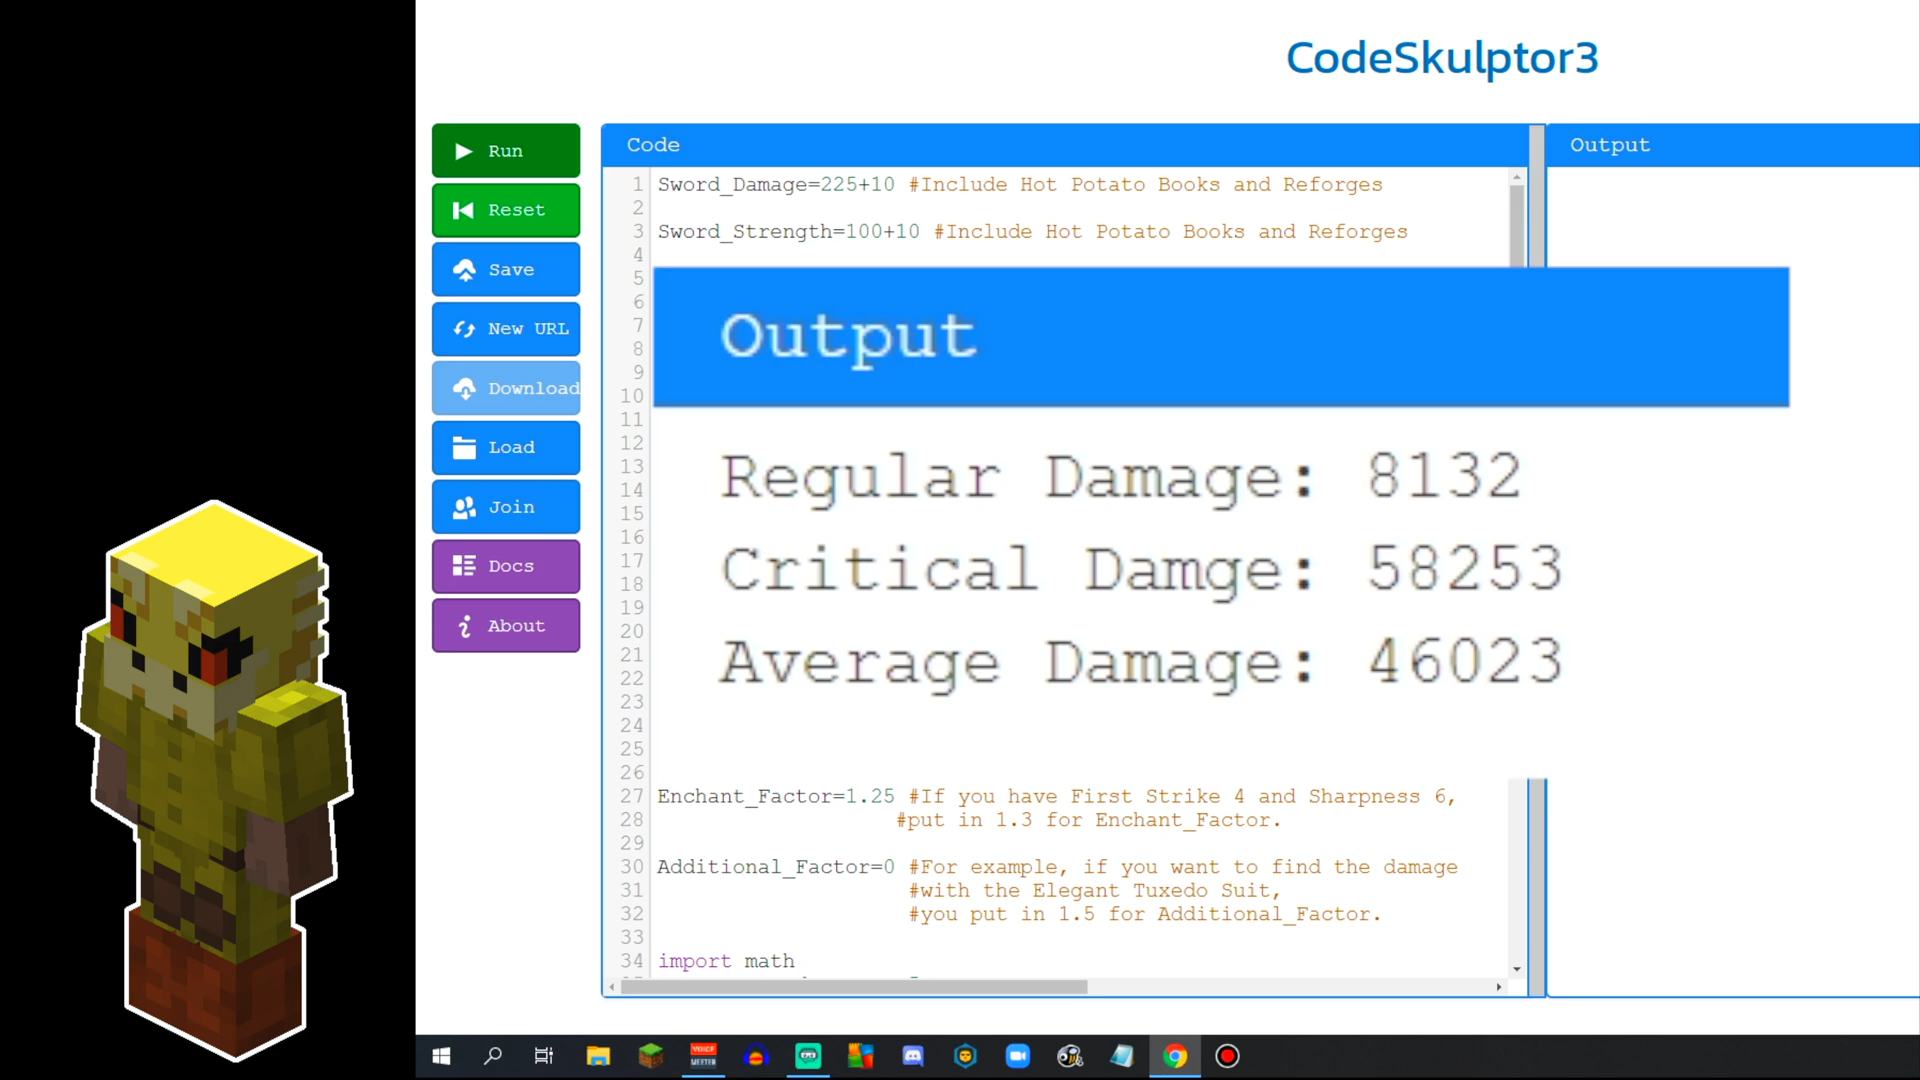 CodeSkulptor3
Run
Reset
Save
New URL
Download
Load
Join
Docs
About
Code
1 Sword_Damage=225+10 #Include Hot Potato Books and Reforges
2
3 Sword_Strength=100+10 #Include Hot Potato Books and Reforges
4
5
6
7
8
9
10
11
12
13
14
15
16
17
18
19
20
21
22
23
24
25
26
27 Enchant_Factor=1.25 #If you have First Strike 4 and Sharpness 6,
28 #put in 1.3 for Enchant_Factor.
29
30 Additional_Factor=0 #For example, if you want to find the damage
31 #with the Elegant Tuxedo Suit,
32 #you put in 1.5 for Additional_Factor.
33
34 import math
Output
Output
Regular Damage: 8132
Critical Damge: 58253
Average Damage: 46023
VOICE
MEETER